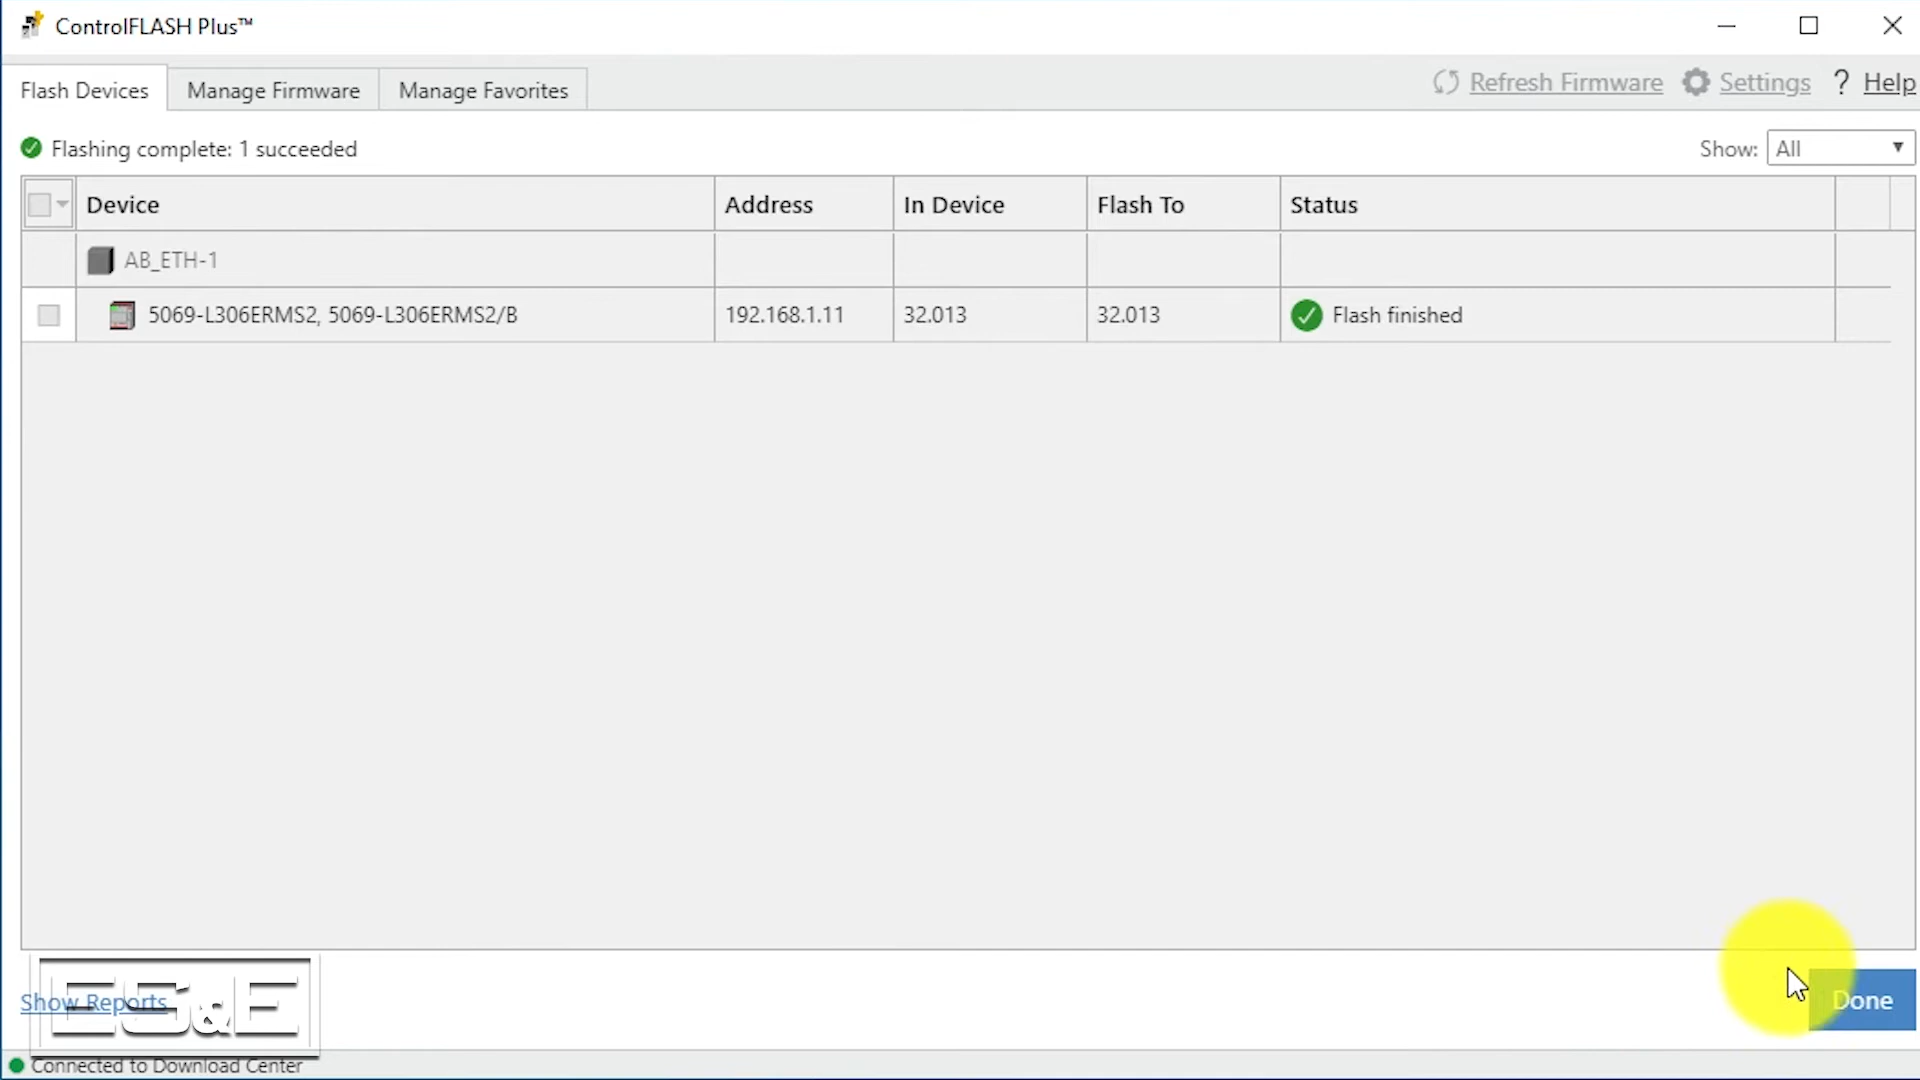 ControlFLASH Plus™
Flash Devices
Manage Firmware
Manage Favorites
Refresh Firmware
Settings
? Help
Flashing complete: 1 succeeded
Show: All
Device
Address
In Device
Flash To
Status
AB_ETH-1
5069-L306ERMS2, 5069-L306ERMS2/B
192.168.1.11
32.013
32.013
Flash finished
Show Reports
ES&E
Done
Connected to Download Center